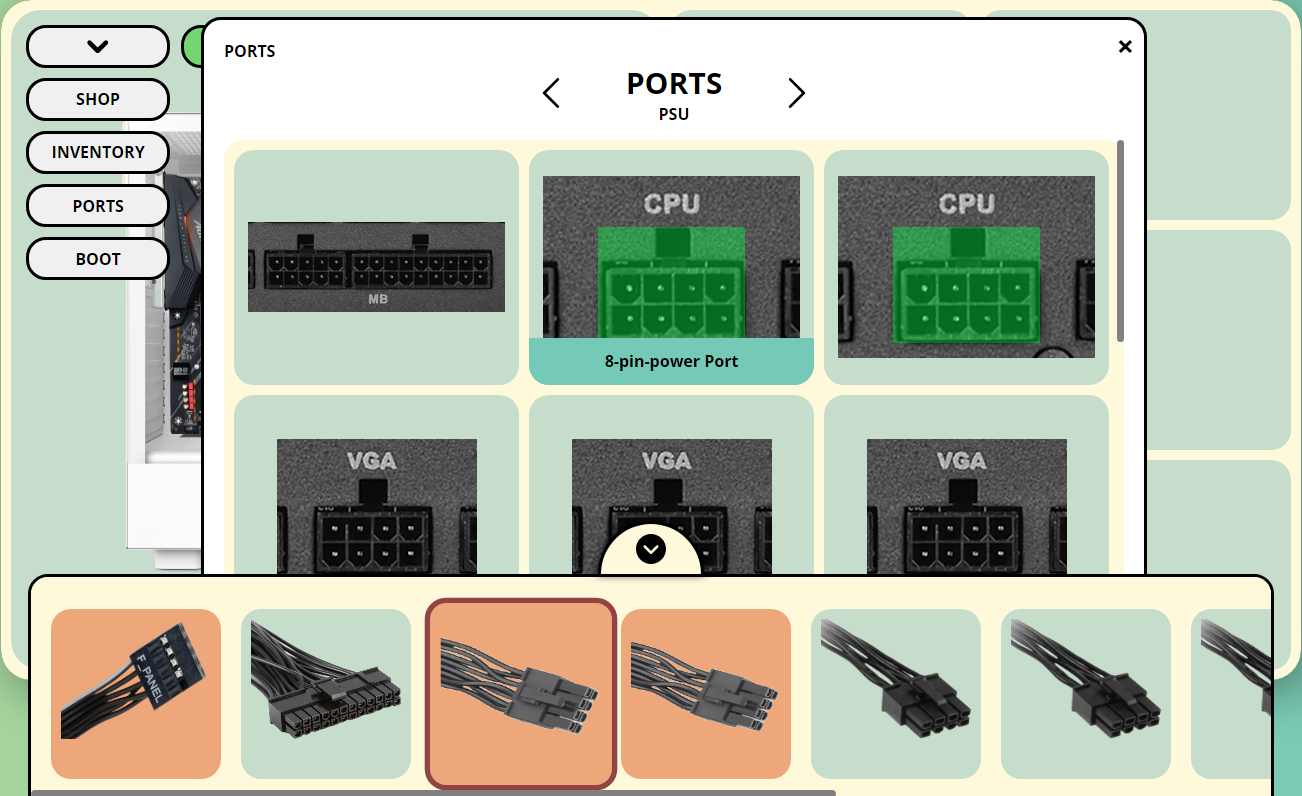 SHOP
INVENTORY
PORTS
BOOT
PORTS
PORTS
PSU
MB
CPU
8-pin-power Port
CPU
VGA
VGA
VGA
F_PANEL